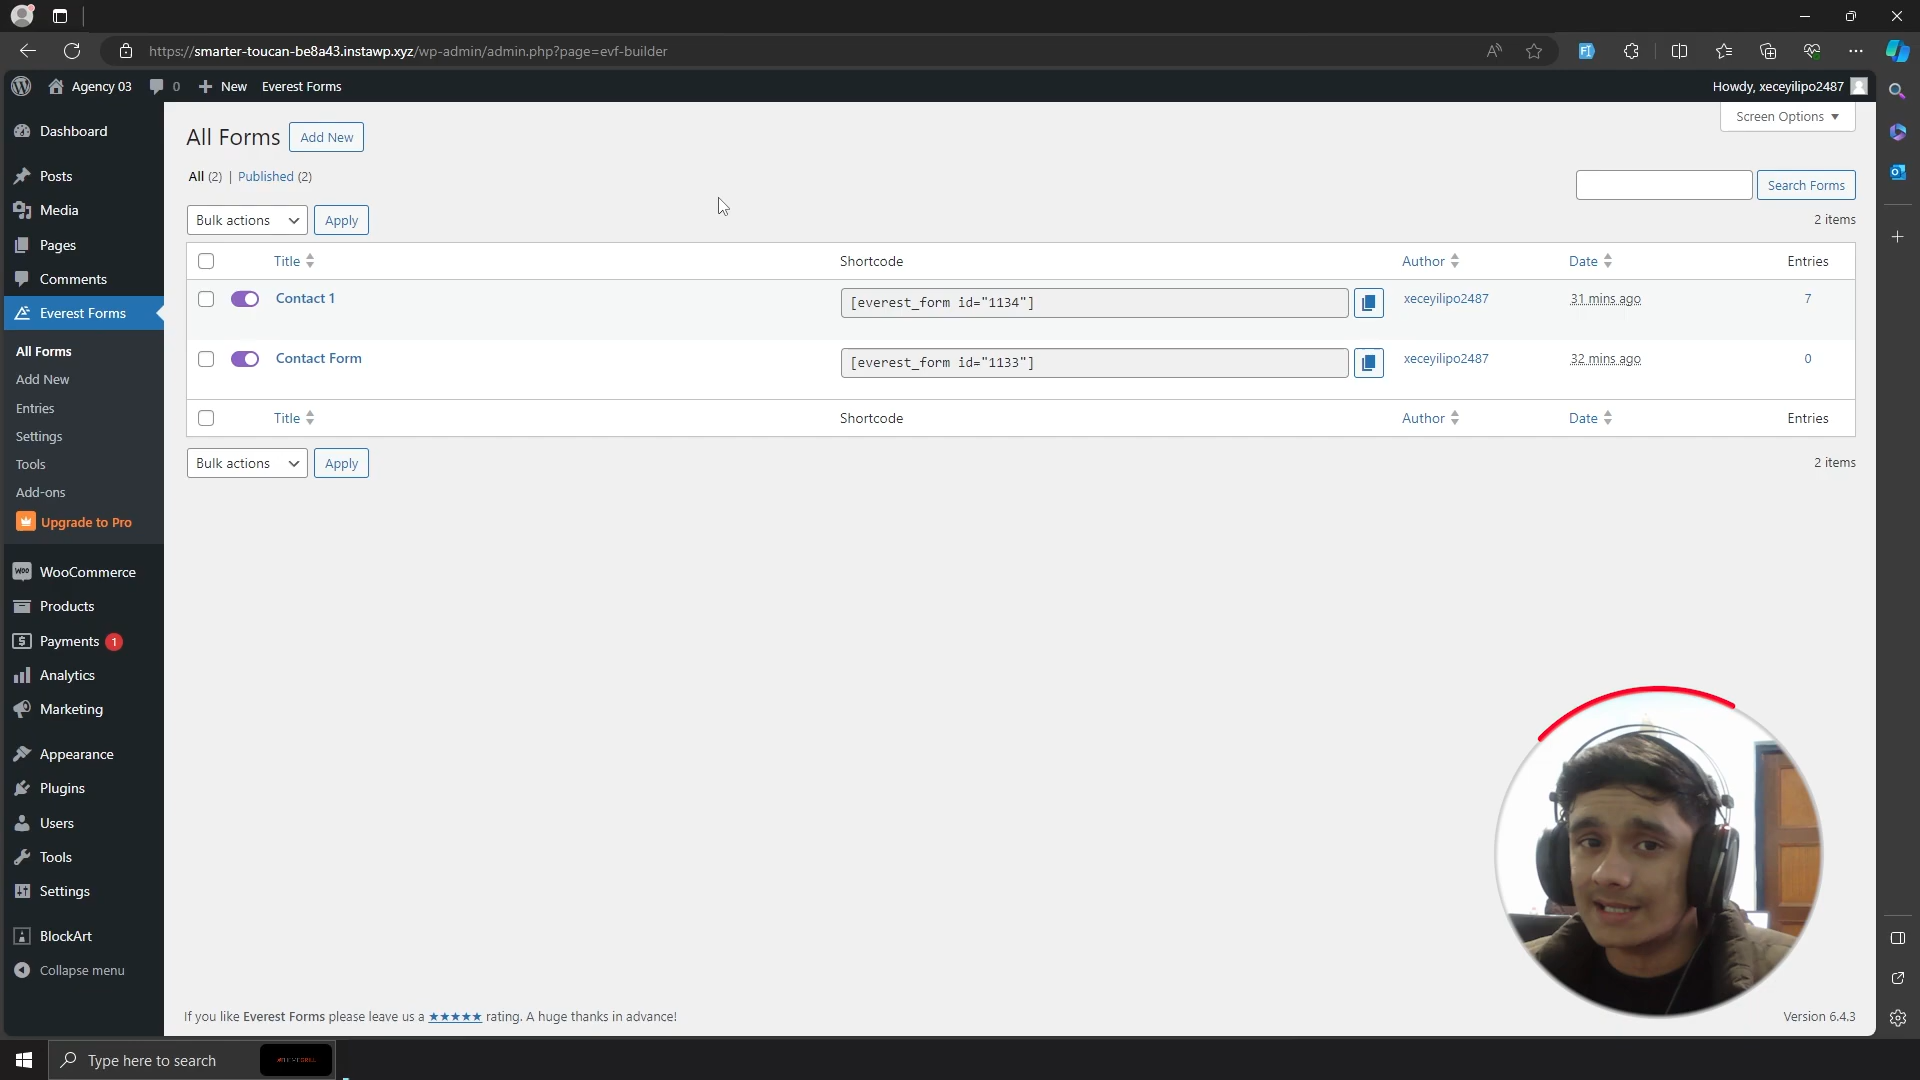 https://smarter-toucan-be8a43.instawp.xyz/wp-admin/admin.php?page=evf-builder
Agency 03
0
New
Everest Forms
Howdy, xeceyilipo2487
Dashboard
Posts
Media
Pages
Comments
Everest Forms
All Forms
Add New
Entries
Settings
Tools
Add-ons
Upgrade to Pro
WooCommerce
Products
Payments 1
Analytics
Marketing
Appearance
Plugins
Users
Tools
Settings
BlockArt
Collapse menu
Screen Options
All Forms
Add New
All (2) | Published (2)
Search Forms
Bulk actions
Apply
2 items
Title Shortcode Author Date Entries
Contact 1 [everest_form id="1134"] xeceyilipo2487 31 mins ago 7
Contact Form [everest_form id="1133"] xeceyilipo2487 32 mins ago 0
Title Shortcode Author Date Entries
Bulk actions
Apply
2 items
If you like Everest Forms please leave us a ★★★★★ rating. A huge thanks in advance!
Version 6.4.3
Type here to search